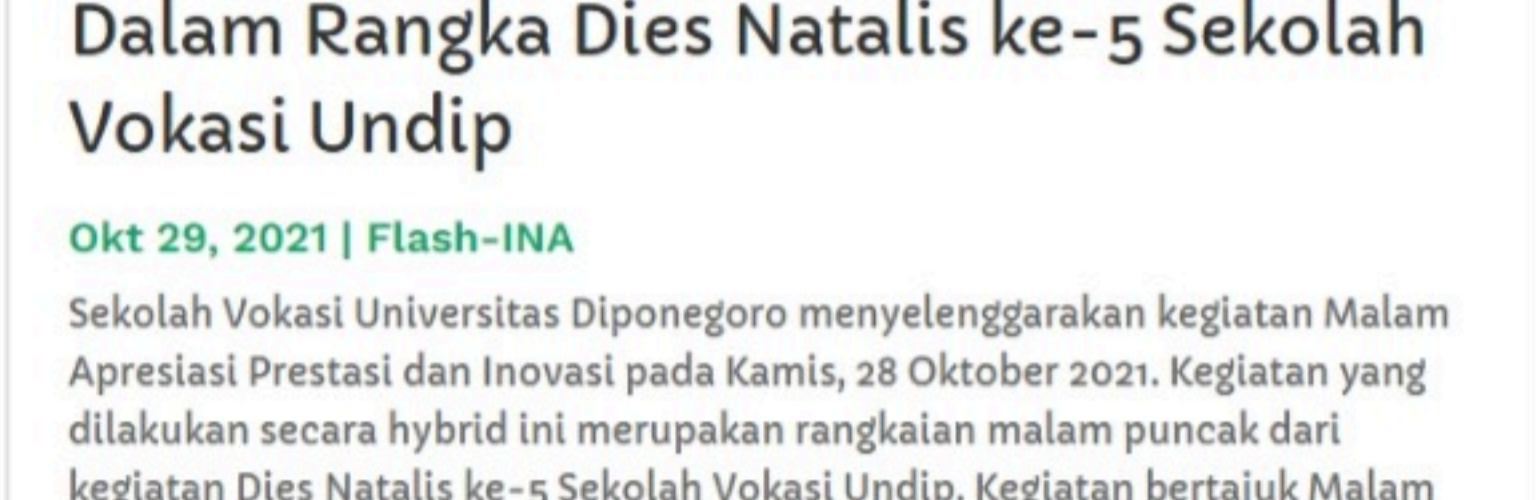 Dalam Rangka Dies Natalis ke-5 Sekolah
Vokasi Undip
Okt 29, 2021 | Flash-INA
Sekolah Vokasi Universitas Diponegoro menyelenggarakan kegiatan Malam
Apresiasi Prestasi dan Inovasi pada Kamis, 28 Oktober 2021. Kegiatan yang
dilakukan secara hybrid ini merupakan rangkaian malam puncak dari
kegiatan Dies Natalis ke-5 Sekolah Vokasi Undip. Kegiatan bertajuk Malam